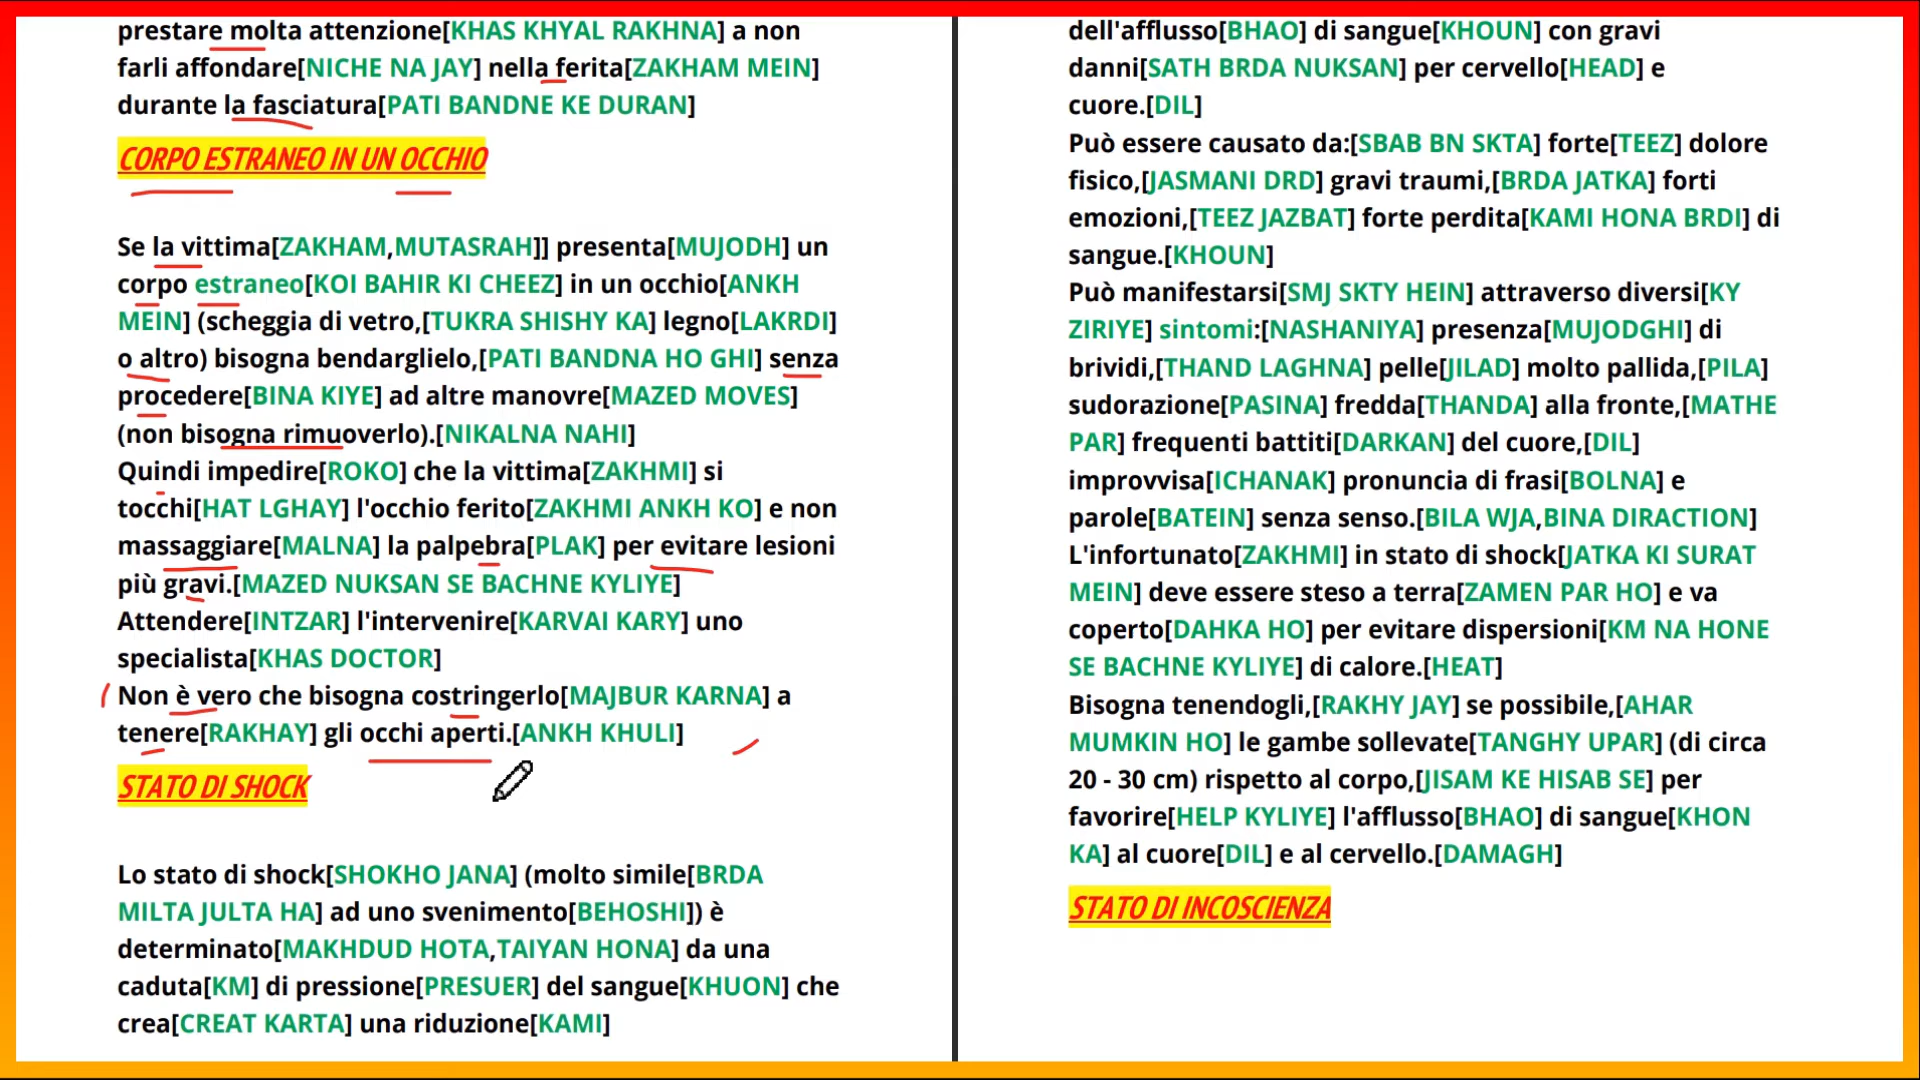 prestare molta attenzione[KHAS KHYAL RAKHNA] a non
farli affondare[NICHE NA JAY] nella ferita[ZAKHAM MEIN]
durante la fasciatura[PATI BANDNE KE DURAN]
CORPO ESTRANEO IN UN OCCHIO
Se la vittima[ZAKHAM,MUTASRAH]] presenta[MUJODH] un
corpo estraneo[KOI BAHIR KI CHEEZ] in un occhio[ANKH
MEIN] (scheggia di vetro,[TUKRA SHISHY KA] legno[LAKRDI]
o altro) bisogna bendarglielo,[PATI BANDNA HO GHI] senza
procedere[BINA KIYE] ad altre manovre[MAZED MOVES]
(non bisogna rimuoverlo).[NIKALNA NAHI]
Quindi impedire[ROKO] che la vittima[ZAKHMI] si
tocchi[HAT LGHAY] l'occhio ferito[ZAKHMI ANKH KO] e non
massaggiare[MALNA] la palpebra[PLAK] per evitare lesioni
più gravi.[MAZED NUKSAN SE BACHNE KYLIYE]
Attendere[INTZAR] l'intervenire[KARVAI KARY] uno
specialista[KHAS DOCTOR]
Non è vero che bisogna costringerlo[MAJBUR KARNA] a
tenere[RAKHAY] gli occhi aperti.[ANKH KHULI]
STATO DI SHOCK
Lo stato di shock[SHOKHO JANA] (molto simile[BRDA
MILTA JULTA HA] ad uno svenimento[BEHOSHI]) è
determinato[MAKHDUD HOTA,TAIYAN HONA] da una
caduta[KM] di pressione[PRESUER] del sangue[KHUON] che
crea[CREAT KARTA] una riduzione[KAMI]
dell'afflusso[BHAO] di sangue[KHOUN] con gravi
danni[SATH BRDA NUKSAN] per cervello[HEAD] e
cuore.[DIL]
Può essere causato da:[SBAB BN SKTA] forte[TEEZ] dolore
fisico,[JASMANI DRD] gravi traumi,[BRDA JATKA] forti
emozioni,[TEEZ JAZBAT] forte perdita[KAMI HONA BRDI] di
sangue.[KHOUN]
Può manifestarsi[SMJ SKTY HEIN] attraverso diversi[KY
ZIRIYE] sintomi:[NASHANIYA] presenza[MUJODGHI] di
brividi,[THAND LAGHNA] pelle[JILAD] molto pallida,[PILA]
sudorazione[PASINA] fredda[THANDA] alla fronte,[MATHE
PAR] frequenti battiti[DARKAN] del cuore,[DIL]
improvvisa[ICHANAK] pronuncia di frasi[BOLNA] e
parole[BATEIN] senza senso.[BILA WJA,BINA DIRACTION]
L'infortunato[ZAKHMI] in stato di shock[JATKA KI SURAT
MEIN] deve essere steso a terra[ZAMEN PAR HO] e va
coperto[DAHKA HO] per evitare dispersioni[KM NA HONE
SE BACHNE KYLIYE] di calore.[HEAT]
Bisogna tenendogli,[RAKHY JAY] se possibile,[AHAR
MUMKIN HO] le gambe sollevate[TANGHY UPAR] (di circa
20 - 30 cm) rispetto al corpo,[JISAM KE HISAB SE] per
favorire[HELP KYLIYE] l'afflusso[BHAO] di sangue[KHON
KA] al cuore[DIL] e al cervello.[DAMAGH]
STATO DI INCOSCIENZA